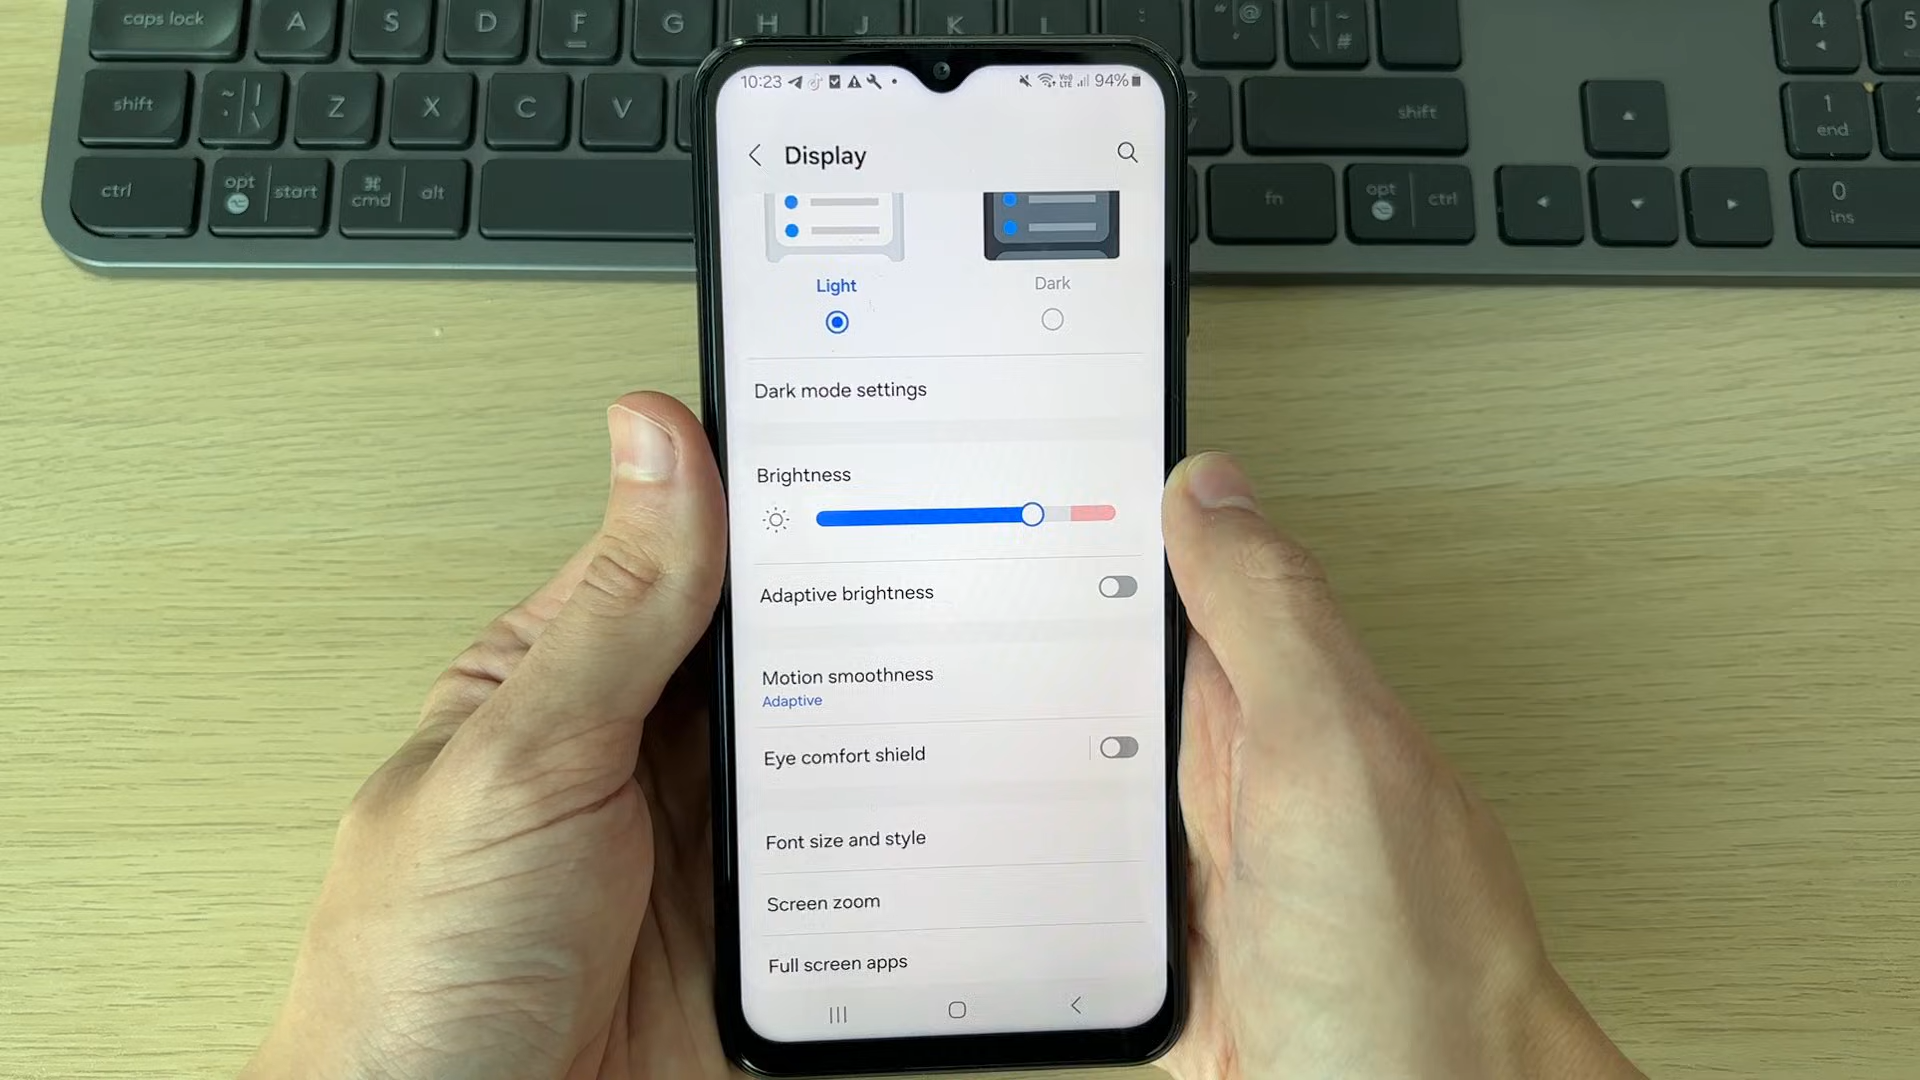 caps lock A S D F G H J K L : " @ ! ~ # 4 5
10:23 Vo) LTE 94%
shift ~ ! \ Z X C V ? / shift 1 end
Display
ctrl opt start cmd alt fn opt ctrl 0 ins
Light Dark
Dark mode settings
Brightness
Adaptive brightness
Motion smoothness
Adaptive
Eye comfort shield
Font size and style
Screen zoom
Full screen apps